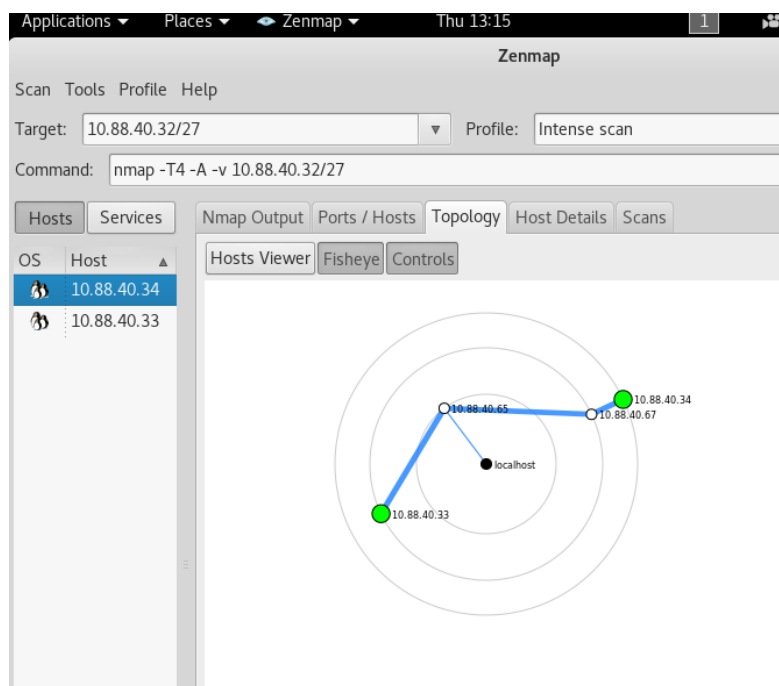 Applications Places Zenmap Thu 13:15 1
Zenmap
Scan Tools Profile Help
Target: 10.88.40.32/27 Profile: Intense scan
Command: nmap -T4 -A -v 10.88.40.32/27
Hosts Services Nmap Output Ports / Hosts Topology Host Details Scans
OS Host Hosts Viewer Fisheye Controls
10.88.40.34
10.88.40.33
10.88.40.34
10.88.40.65
10.88.40.67
localhost
10.88.40.33